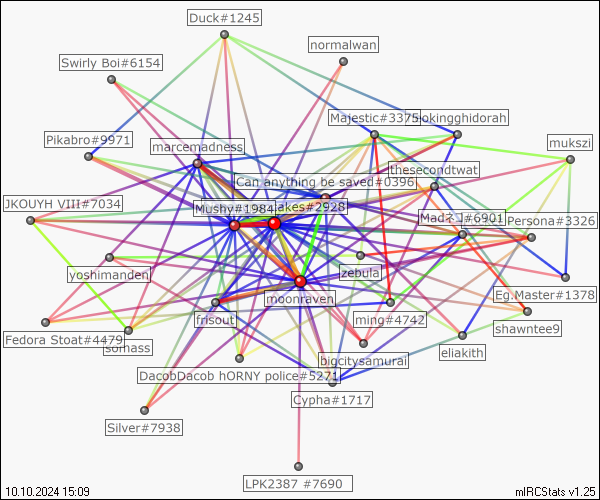 Duck#1245
normalwan
Swirly Boi#6154
Majestic#3375
okingghidorah
Pikabro#9971
marcemadness
mukszi
thesecondtwat
Can anything be saved#0396
JKOUYH VIII#7034
Mushy#1984
akes#2928
Madネコ#6901
Persona#3326
yoshimanden
zebula
Eg.Master#1378
moonraven
frisout
ming#4742
shawntee9
Fedora Stoat#4479
eliakith
bigcitysamurai
DacobDacob hORNY police#5271
Cypha#1717
Silver#7938
LPK2387 #7690
10.10.2024 15:09
mIRCStats v1.25